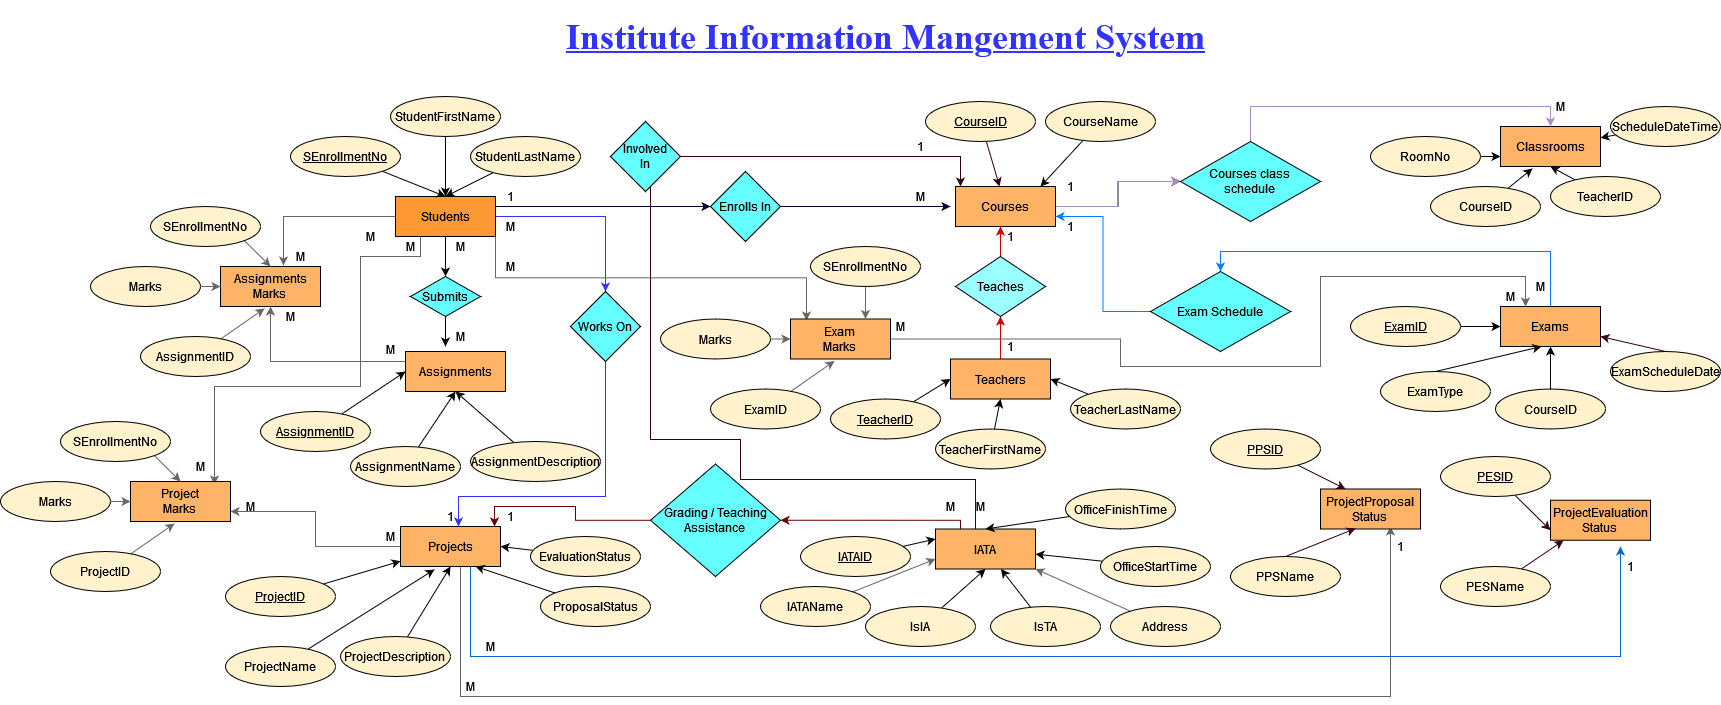 Institute Information Mangement System
StudentFirstName
SEnrollmentNo
StudentLastName
Students
1
M
M
M
M
M
M
SEnrollmentNo
Assignments
Marks
M
Marks
M
AssignmentID
Submits
M
M
Assignments
AssignmentID
AssignmentName
AssignmentDescription
Involved
In
1
Enrolls In
M
Works On
CourseID
CourseName
Courses
1
1
1
Teaches
1
Teachers
TeacherID
TeacherFirstName
TeacherLastName
SEnrollmentNo
Exam
Marks
M
Marks
ExamID
Courses class
schedule
M
Classrooms
ScheduleDateTime
RoomNo
CourseID
TeacherID
Exam Schedule
M
M
Exams
ExamID
ExamType
CourseID
ExamScheduleDate
SEnrollmentNo
M
Project
Marks
Marks
M
ProjectID
M
1
1
Projects
EvaluationStatus
ProposalStatus
ProjectID
ProjectName
ProjectDescription
M
M
Grading / Teaching
Assistance
M
M
IATA
OfficeFinishTime
OfficeStartTime
IATAID
IATAName
IsIA
IsTA
Address
PPSID
ProjectProposal
Status
1
PPSName
PESID
ProjectEvaluation
Status
1
PESName